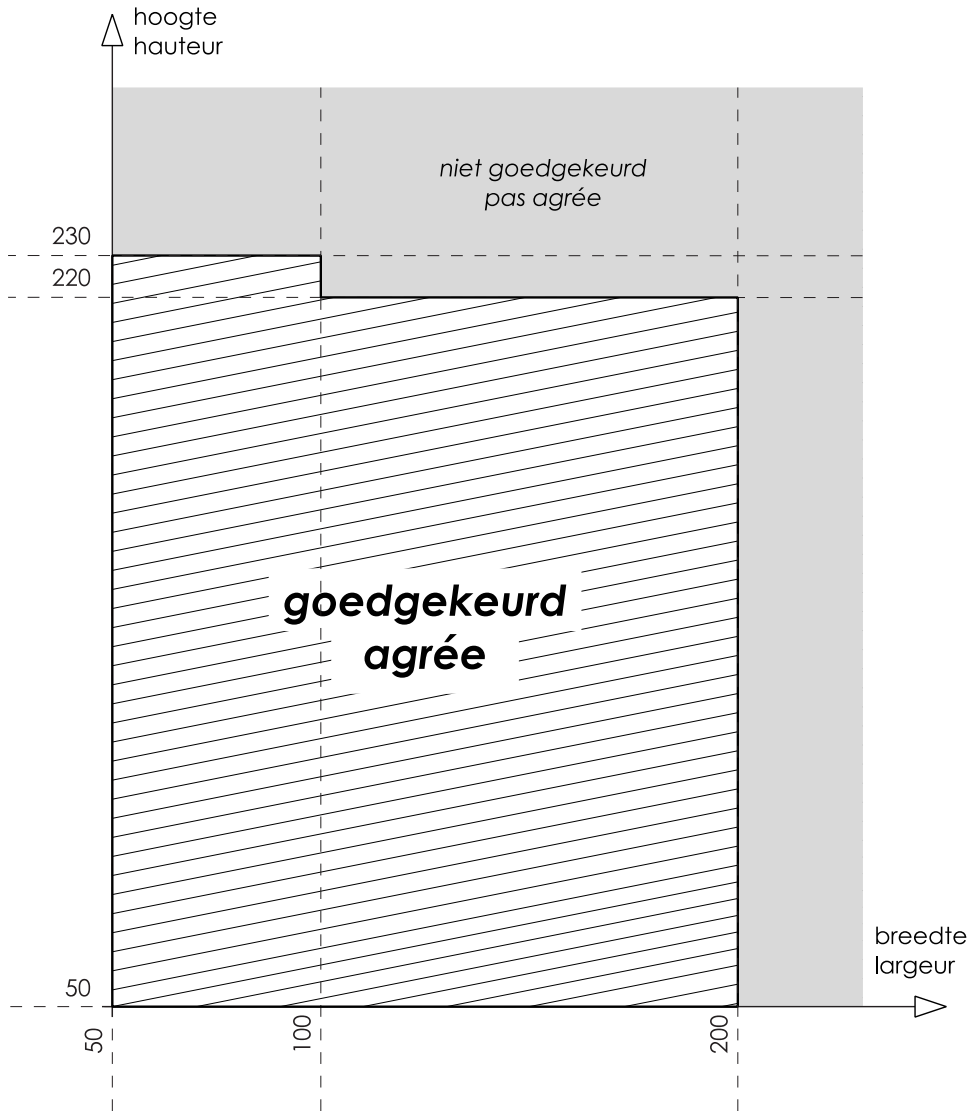 hoogte
hauteur
niet goedgekeurd
pas agrée
230
220
goedgekeurd
agrée
breedte
largeur
50
50
100
200